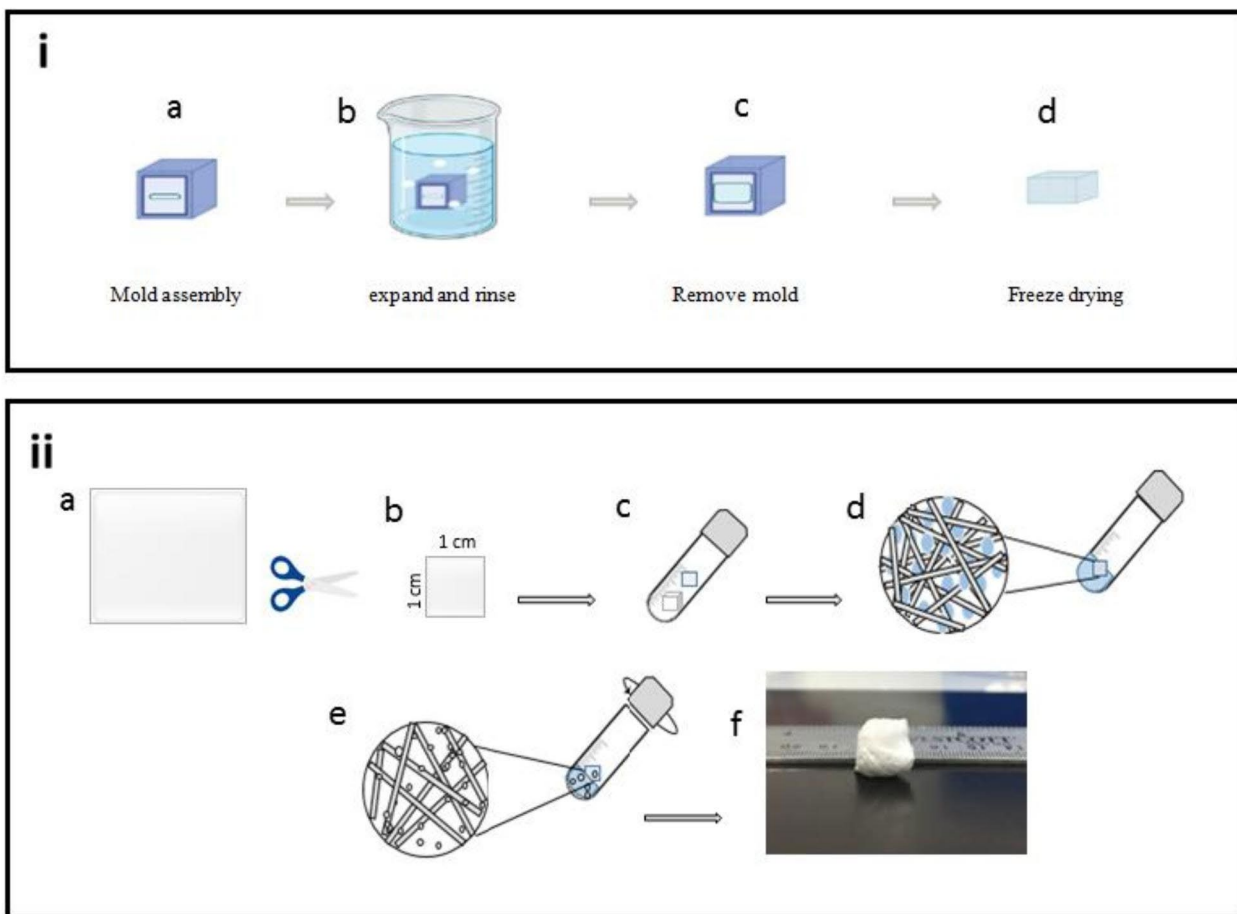 i
a
b
c
d
Mold assembly
expand and rinse
Remove mold
Freeze drying
ii
a
b
1 cm
1 cm
c
d
e
f